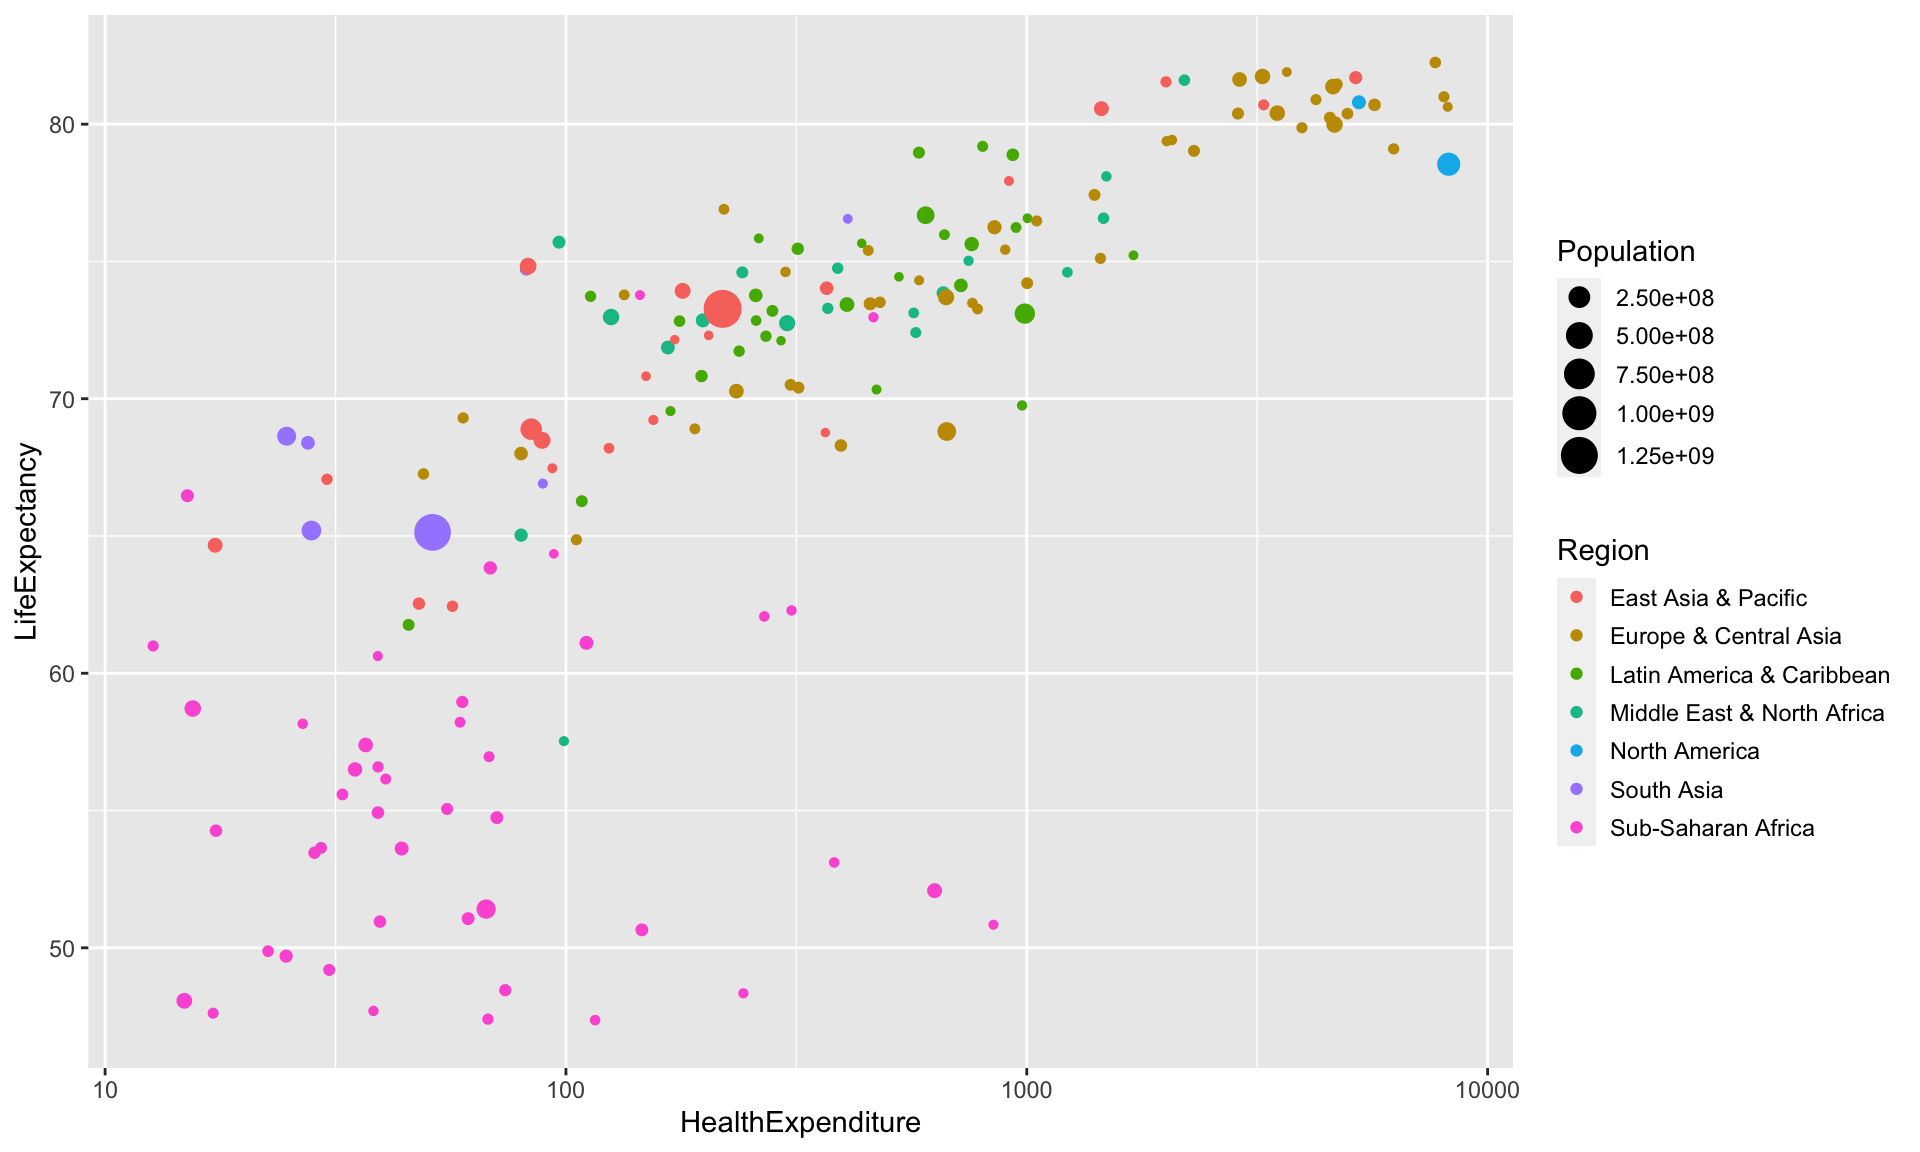 80
70
60
50
LifeExpectancy
10
100
1000
10000
HealthExpenditure
Population
2.50e+08
5.00e+08
7.50e+08
1.00e+09
1.25e+09
Region
East Asia & Pacific
Europe & Central Asia
Latin America & Caribbean
Middle East & North Africa
North America
South Asia
Sub-Saharan Africa